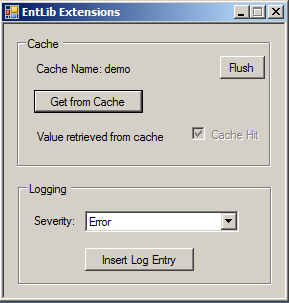 EntLib Extensions
Cache
Cache Name: demo
Flush
Get from Cache
Value retrieved from cache
Cache Hit
Logging
Severity:
Error
Insert Log Entry